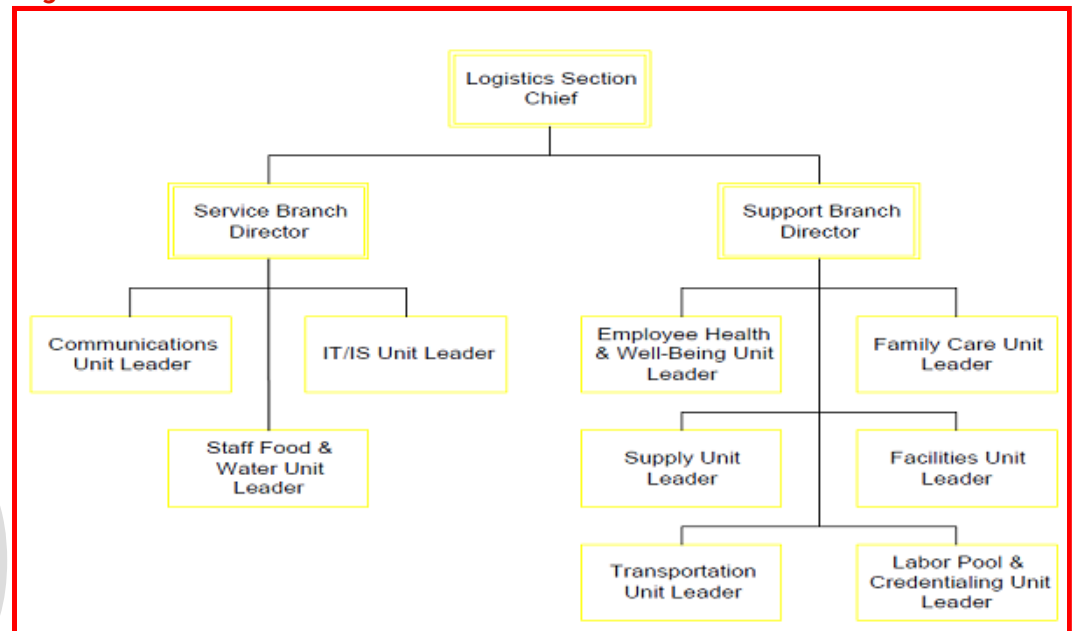 Logistics Section
Chief
Service Branch
Director
Support Branch
Director
Communications
Unit Leader
IT/IS Unit Leader
Employee Health
& Well-Being Unit
Leader
Family Care Unit
Leader
Staff Food &
Water Unit
Leader
Supply Unit
Leader
Facilities Unit
Leader
Transportation
Unit Leader
Labor Pool &
Credentialing Unit
Leader